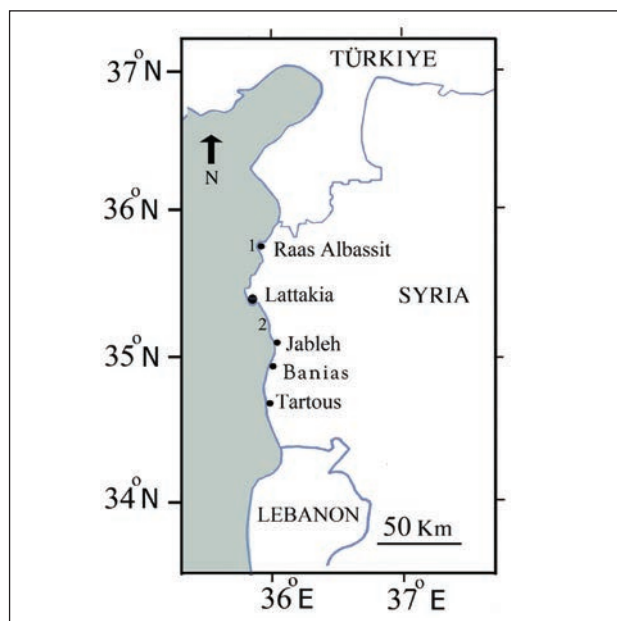 37°N
TÜRKIYE
N
36°N
1
Raas Albassit
Lattakia
SYRIA
2
35°N
Jableh
Banias
Tartous
34°N
LEBANON
50 Km
36°E
37°E